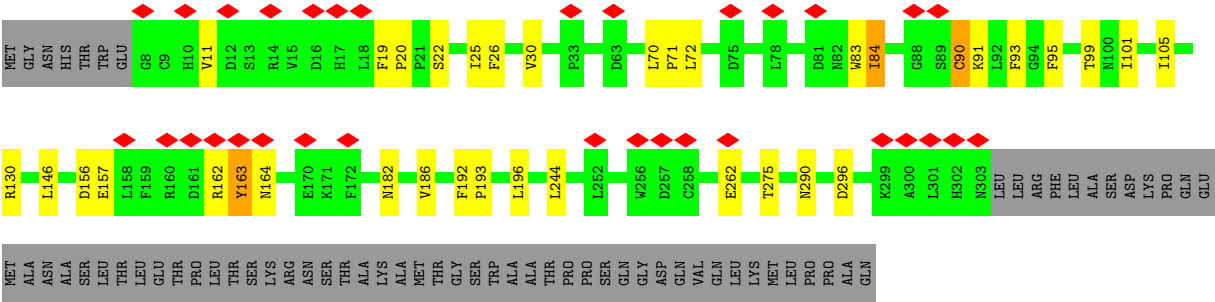 MET GLY ASN HIS THR TRP GLU G8 C9 H10 V11 D12 S13 R14 V15 D16 H17 L18 F19 P20 P21 S22 I25 F26 V30 P33 D63 L70 P71 L72 D75 L78 D81 N82 W83 I84 G88 S89 C90 K91 L92 F93 G94 F95 T99 N100 I101 I105
R130 L146 D156 E157 L158 F159 R160 D161 R162 Y163 N164 E170 K171 F172 N182 V186 F192 P193 L196 L244 L252 W256 D257 C258 E262 T275 N290 D296 K299 A300 L301 H302 N303 LEU LEU ARG PHE LEU ALA SER ASP LYS PRO GLN GLU
MET ALA ASN ALA SER LEU THR LEU GLU THR PRO LEU THR SER LYS ARG ASN SER THR ALA LYS ALA MET THR GLY SER TRP ALA ALA THR PRO PRO SER GLN GLY ASP GLN VAL GLN LEU LYS MET LEU PRO PRO ALA GLN